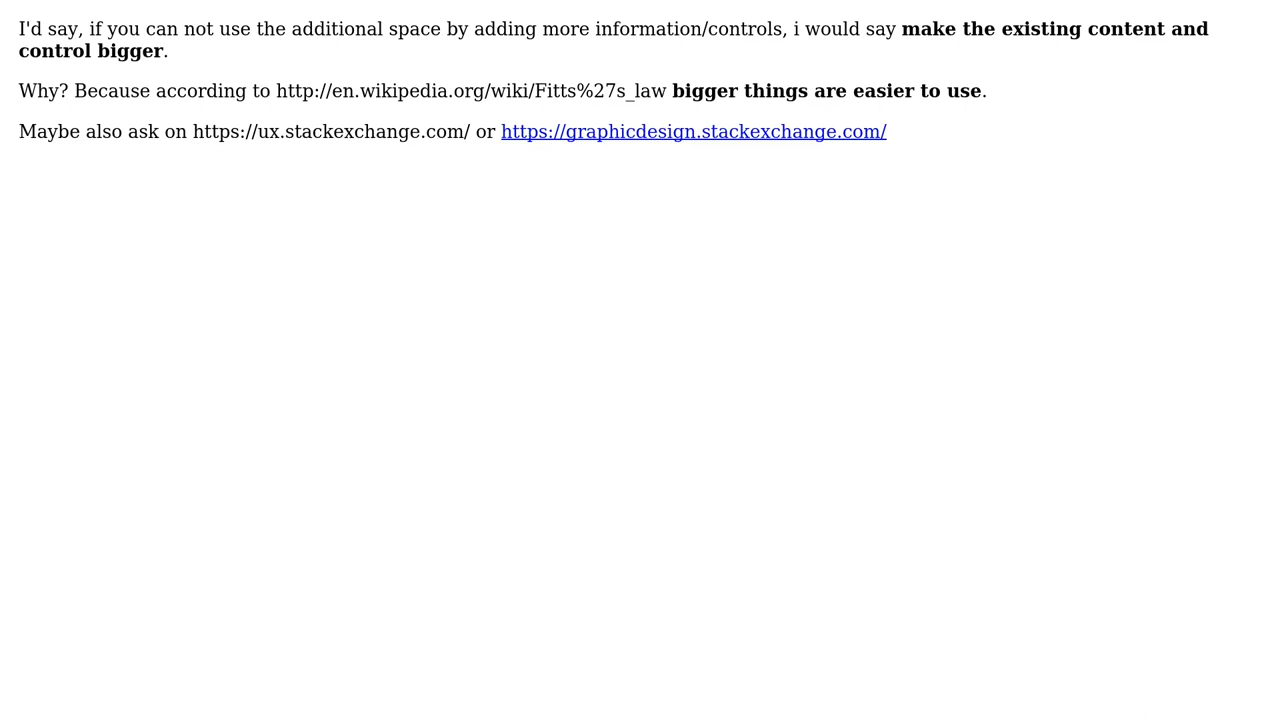 I'd say, if you can not use the additional space by adding more information/controls, i would say make the existing content and
control bigger.
Why? Because according to http://en.wikipedia.org/wiki/Fitts%27s_law bigger things are easier to use.
Maybe also ask on https://ux.stackexchange.com/ or https://graphicdesign.stackexchange.com/